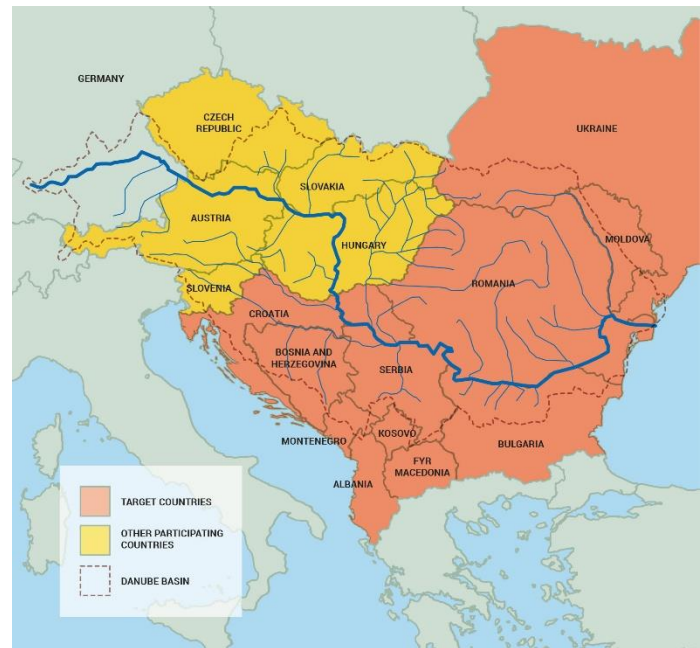 GERMANY
CZECH
REPUBLIC
UKRAINE
SLOVAKIA
AUSTRIA
HUNGARY
MOLDOVA
SLOVENIA
ROMANIA
CROATIA
BOSNIA AND
HERZEGOVINA
SERBIA
MONTENEGRO
KOSOVO
BULGARIA
FYR
MACEDONIA
ALBANIA
TARGET COUNTRIES
OTHER PARTICIPATING
COUNTRIES
DANUBE BASIN